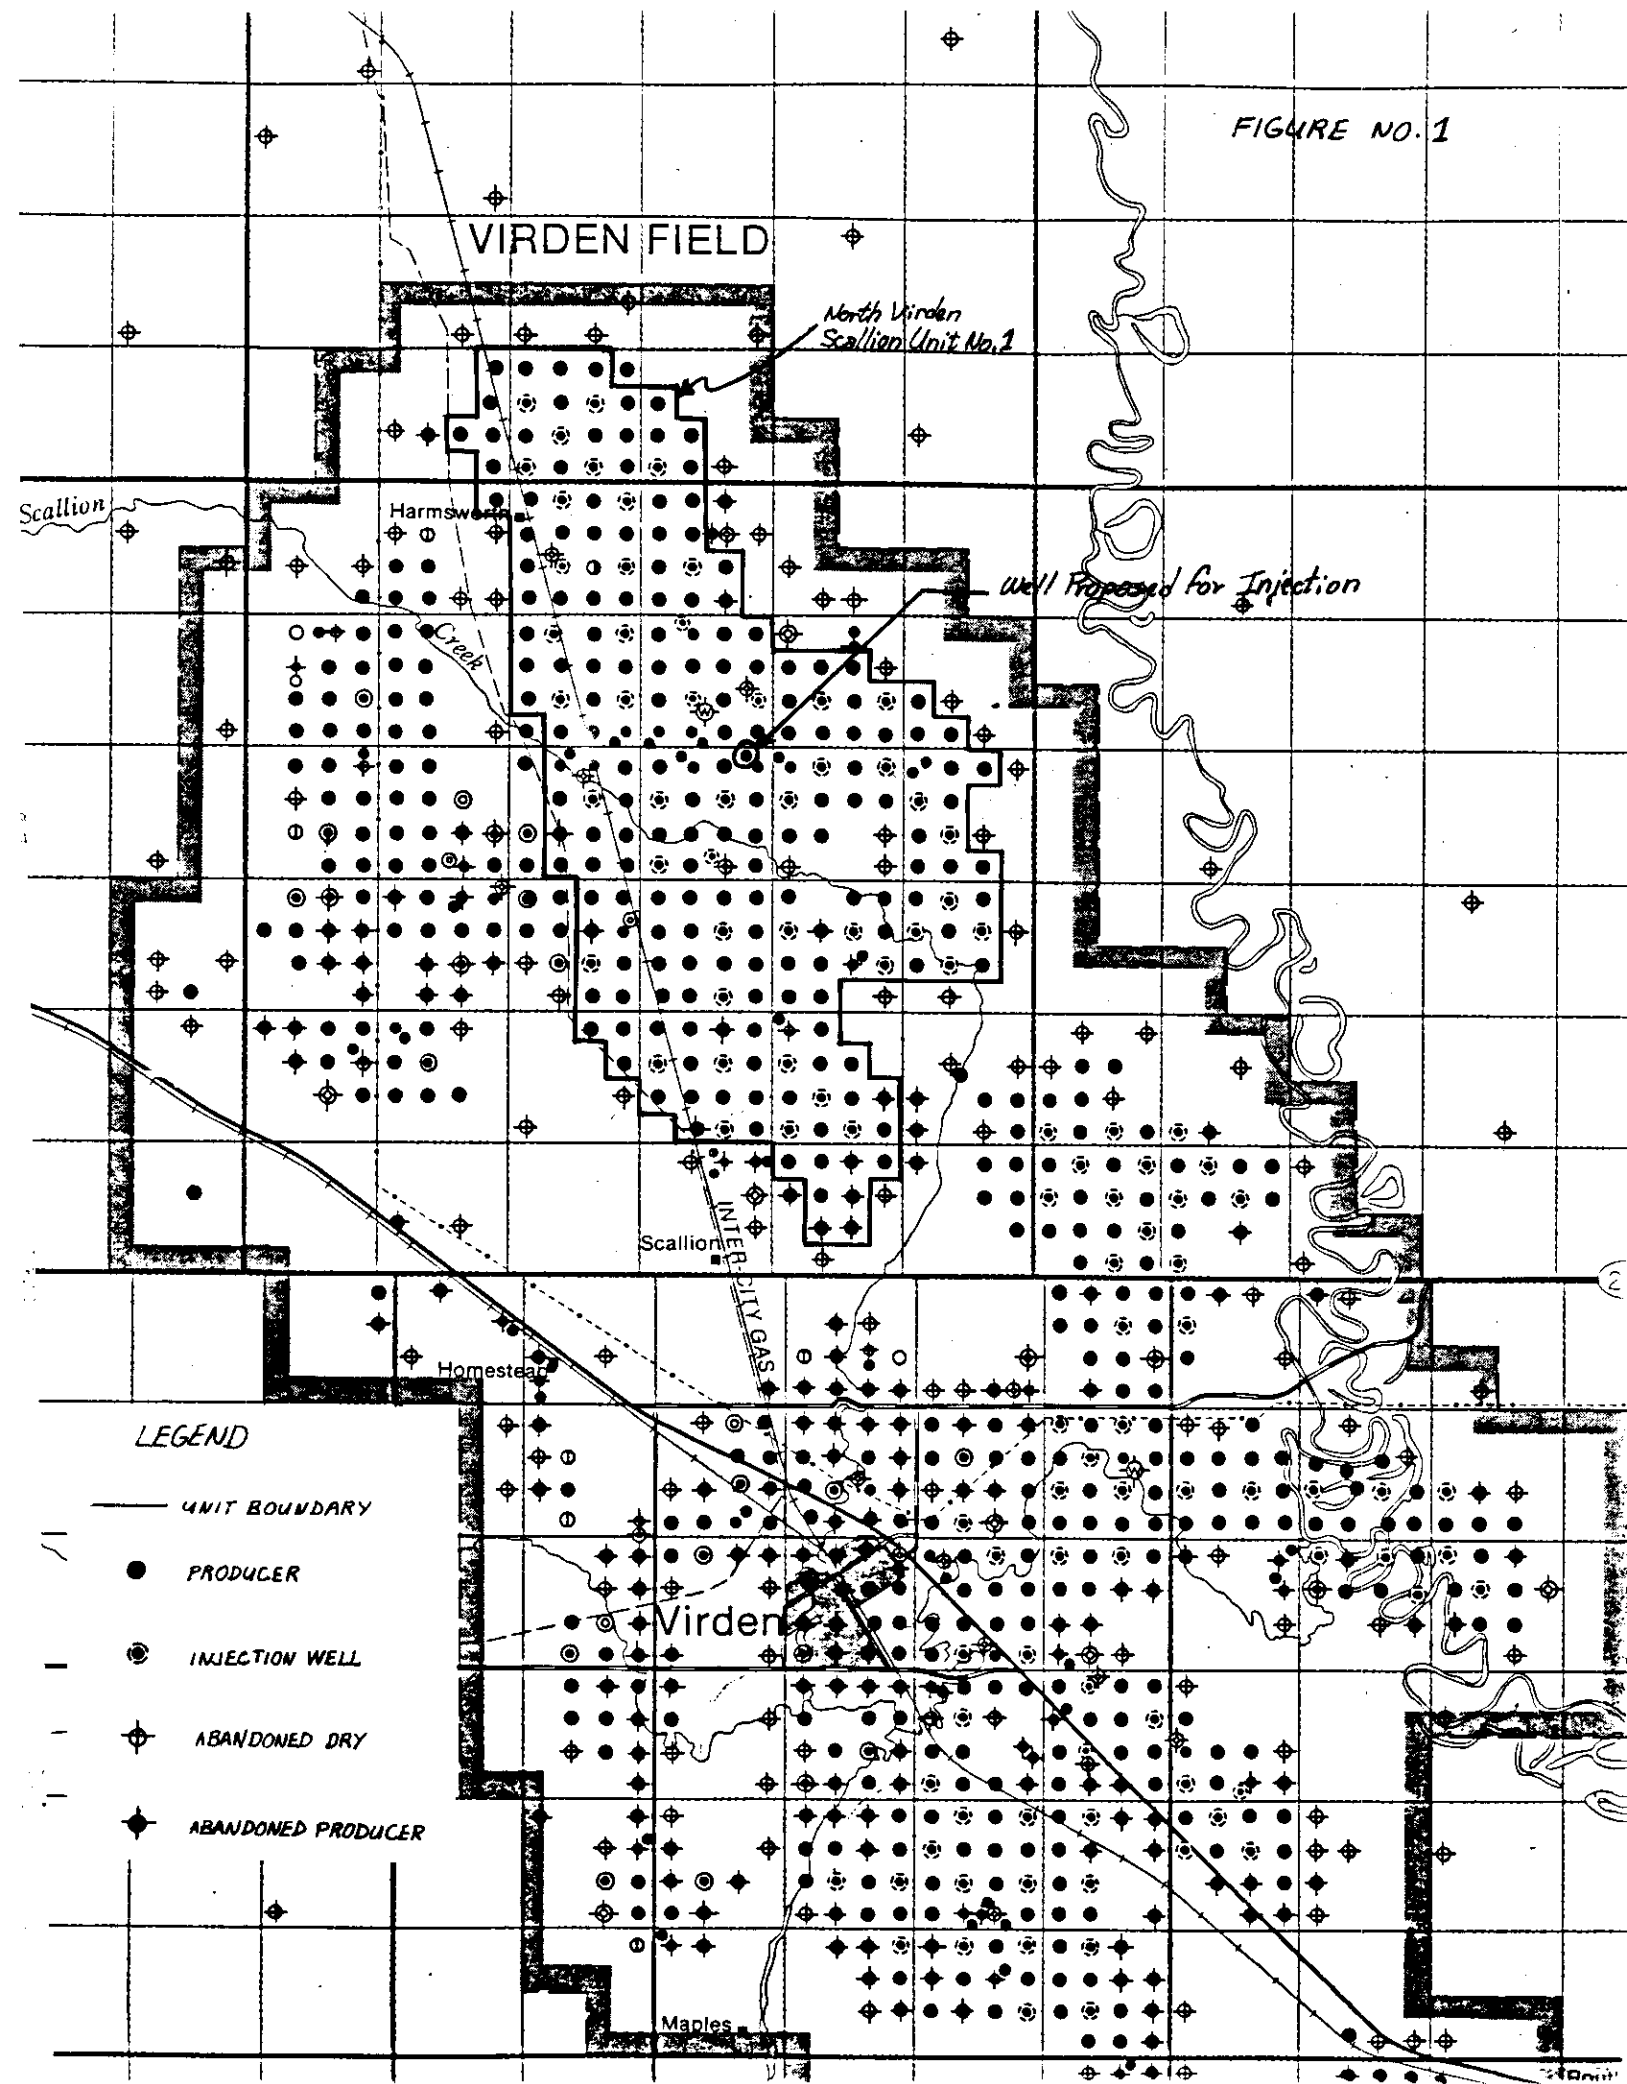 FIGURE NO. 1
VIRDEN FIELD
North Virden
Scallion Unit No. 1
Scallion
Harmsworth
Well Proposed for Injection
Creek
W
Scallion
INTER-CITY GAS
2
Homestead
LEGEND
UNIT BOUNDARY
W
PRODUCER
Virden
INJECTION WELL
ABANDONED DRY
ABANDONED PRODUCER
Maples